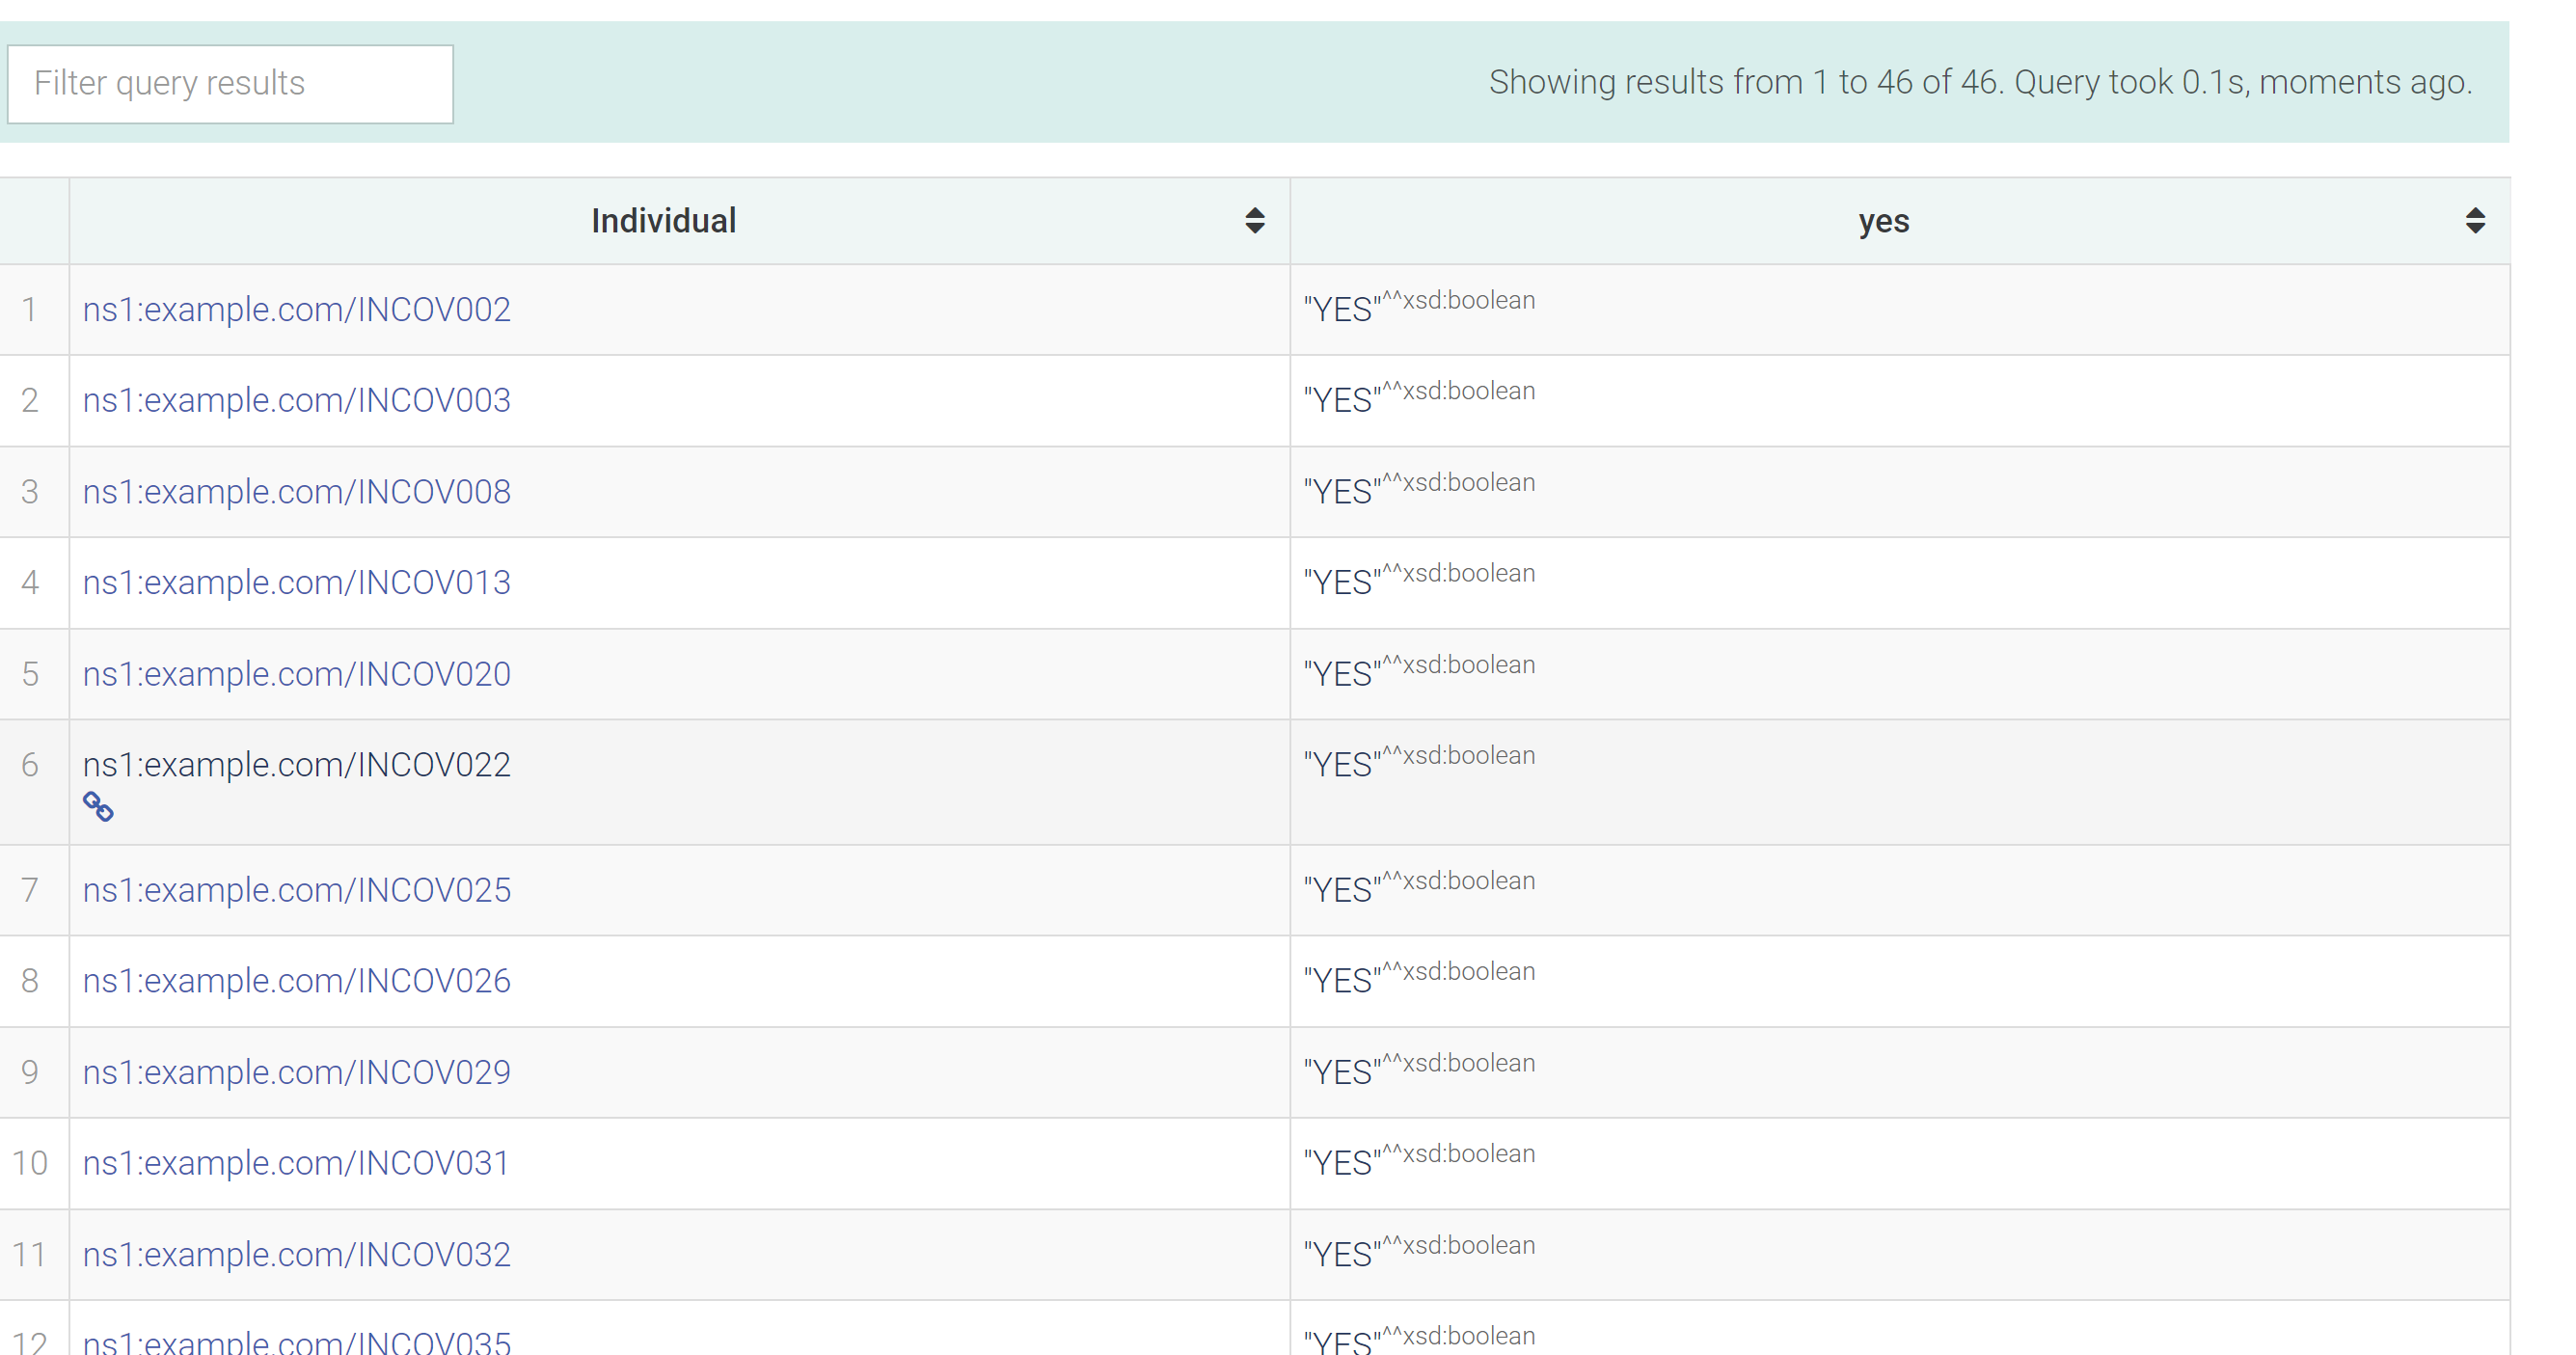 Filter query results
Showing results from 1 to 46 of 46. Query took 0.1s, moments ago.
Individual yes
1 ns1:example.com/INCOV002 "YES"^^xsd:boolean
2 ns1:example.com/INCOV003 "YES"^^xsd:boolean
3 ns1:example.com/INCOV008 "YES"^^xsd:boolean
4 ns1:example.com/INCOV013 "YES"^^xsd:boolean
5 ns1:example.com/INCOV020 "YES"^^xsd:boolean
6 ns1:example.com/INCOV022 "YES"^^xsd:boolean
7 ns1:example.com/INCOV025 "YES"^^xsd:boolean
8 ns1:example.com/INCOV026 "YES"^^xsd:boolean
9 ns1:example.com/INCOV029 "YES"^^xsd:boolean
10 ns1:example.com/INCOV031 "YES"^^xsd:boolean
11 ns1:example.com/INCOV032 "YES"^^xsd:boolean
12 ns1:example.com/INCOV035 "YES"^^xsd:boolean